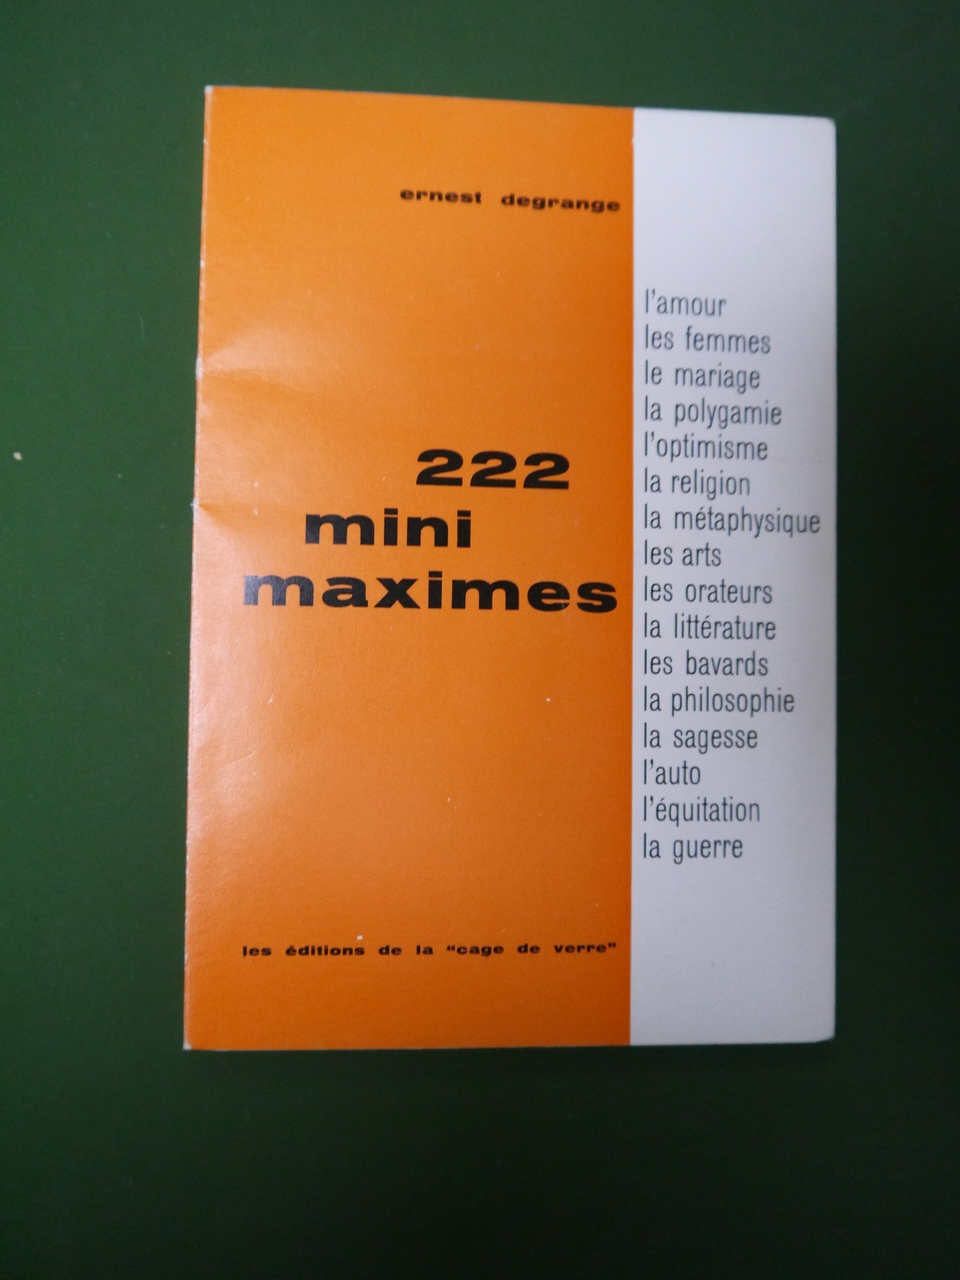 ernest degrange
222
mini
maximes
les éditions de la "cage de verre"
l'amour
les femmes
le mariage
la polygamie
l'optimisme
la religion
la métaphysique
les arts
les orateurs
la littérature
les bavards
la philosophie
la sagesse
l'auto
l'équitation
la guerre